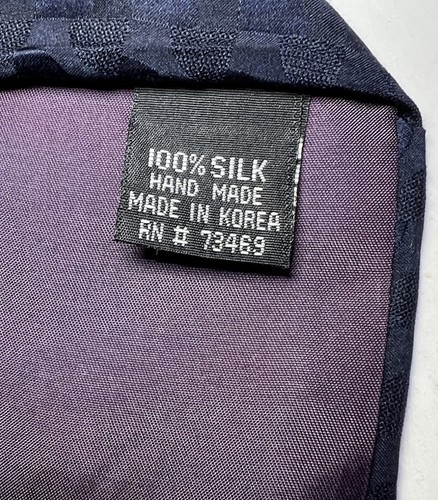 100% SILK
HAND MADE
MADE IN KOREA
RN # 73469